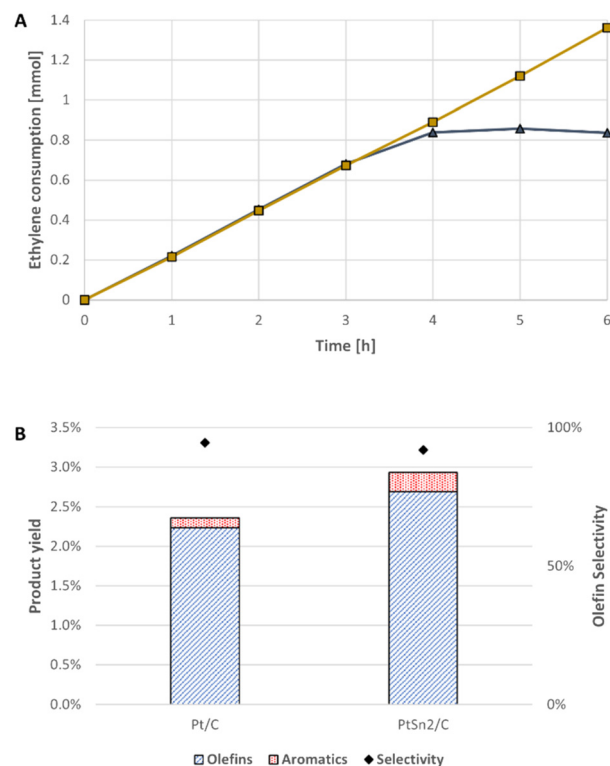 A
Ethylene consumption [mmol]
1.4
1.2
1
0.8
0.6
0.4
0.2
0
0 1 2 3 4 5 6
Time [h]
B
Product yield
3.5%
3.0%
2.5%
2.0%
1.5%
1.0%
0.5%
0.0%
100%
50%
0%
Olefin Selectivity
Pt/C PtSn2/C
Olefins Aromatics Selectivity